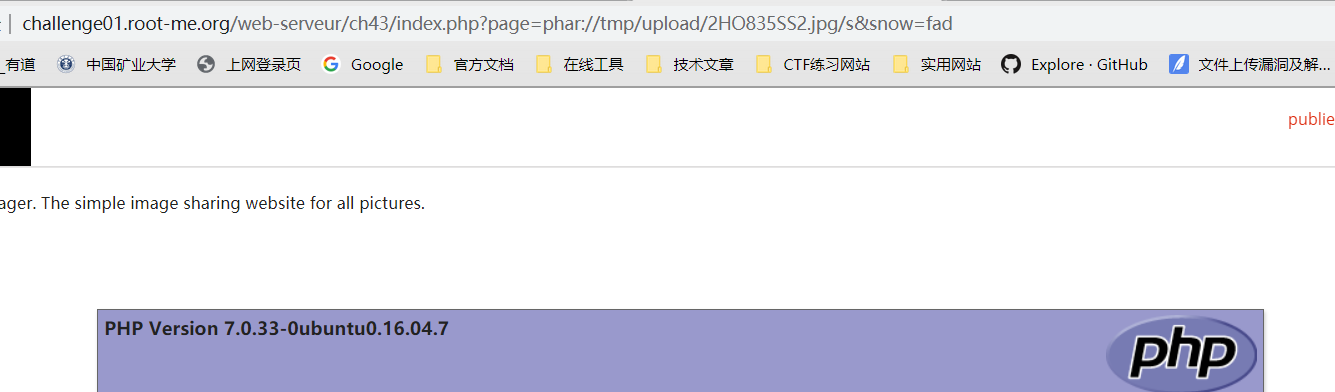 challenge01.root-me.org/web-serveur/ch43/index.php?page=phar://tmp/upload/2HO835SS2.jpg/s&snow=fad
_有道 中国矿业大学 上网登录页 Google 官方文档 在线工具 技术文章 CTF练习网站 实用网站 Explore · GitHub 文件上传漏洞及解...
publie
ager. The simple image sharing website for all pictures.
PHP Version 7.0.33-0ubuntu0.16.04.7
php